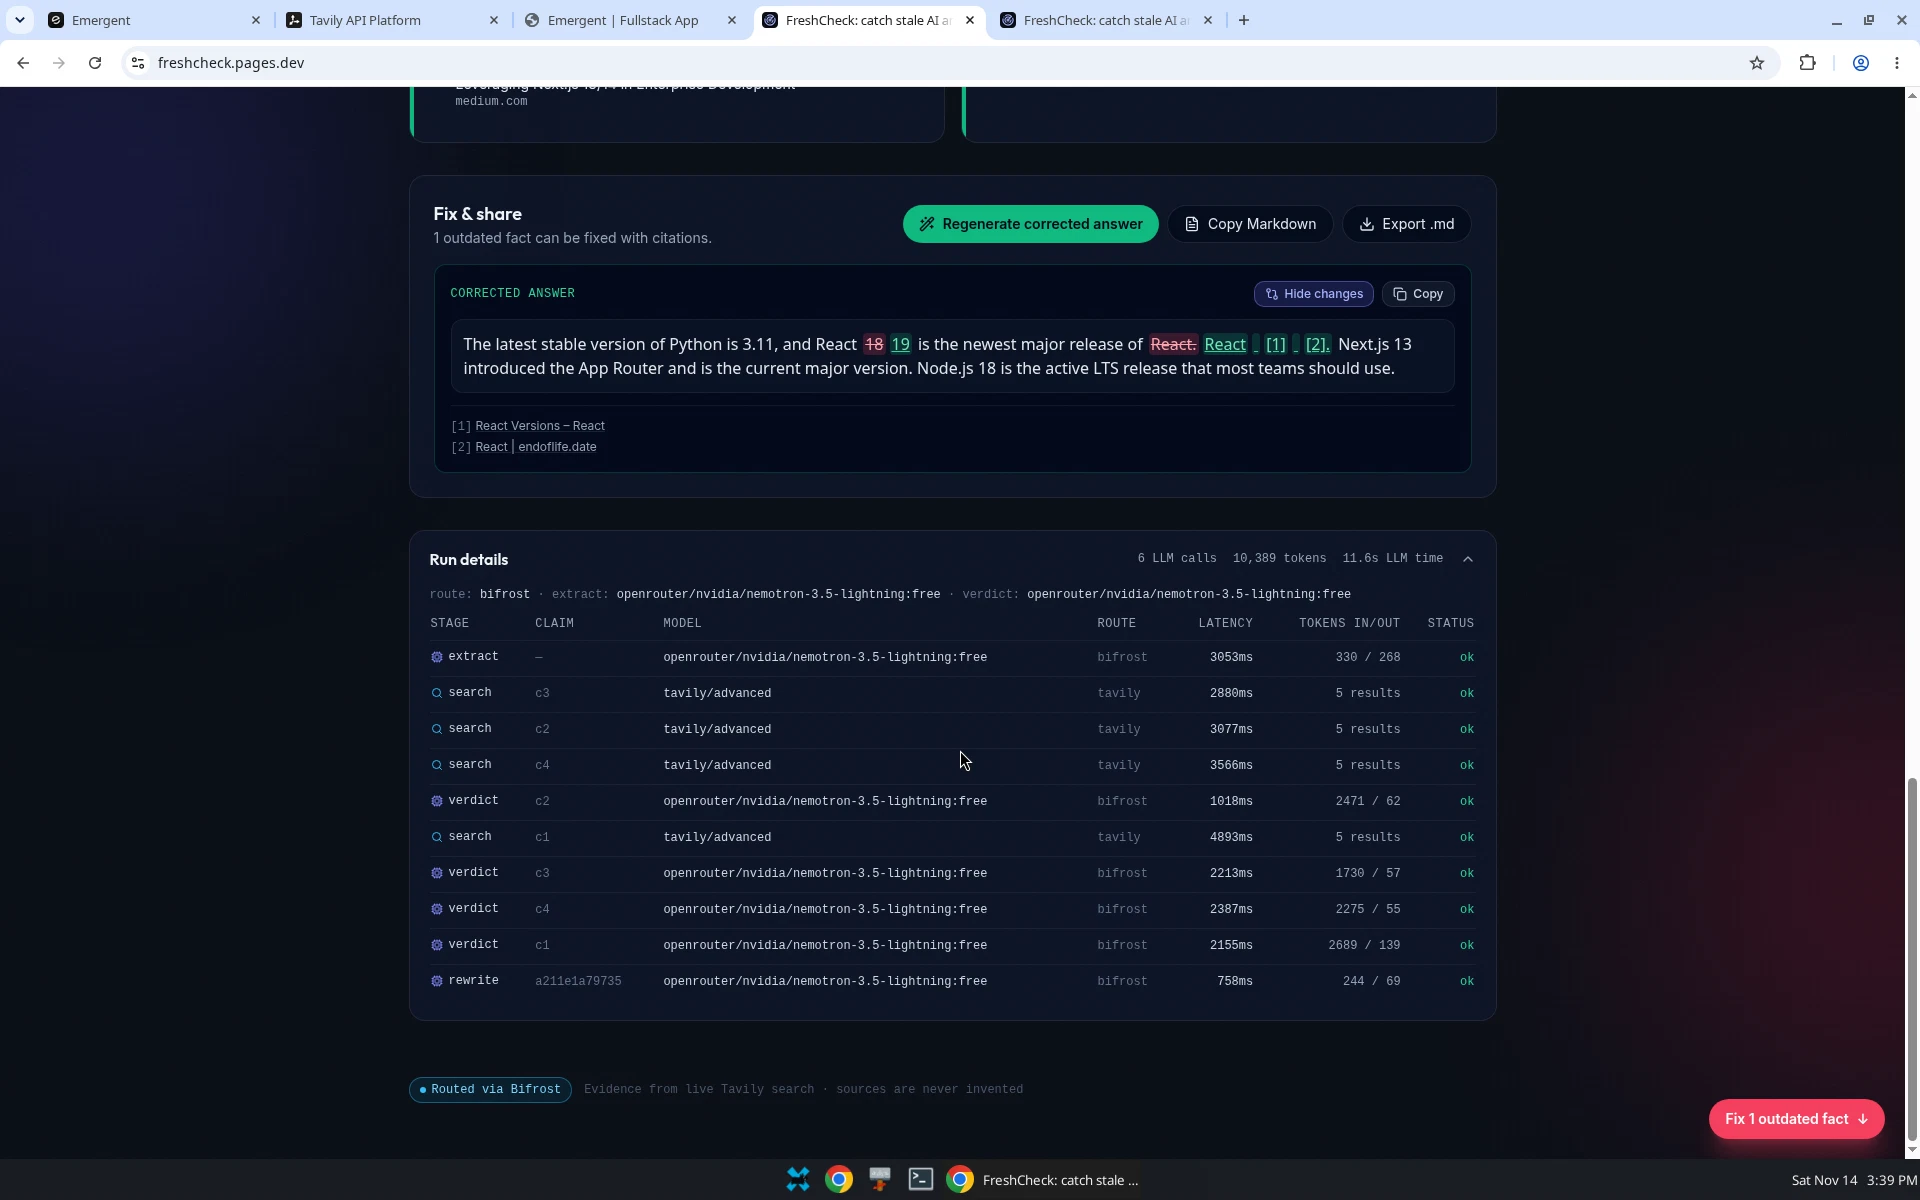 Emergent
Tavily API Platform
Emergent | Fullstack App
FreshCheck: catch stale AI a
FreshCheck: catch stale AI a
freshcheck.pages.dev
medium.com
Fix & share
1 outdated fact can be fixed with citations.
Regenerate corrected answer
Copy Markdown
Export .md
CORRECTED ANSWER
Hide changes
Copy
The latest stable version of Python is 3.11, and React 18 19 is the newest major release of React. React [1] [2]. Next.js 13
introduced the App Router and is the current major version. Node.js 18 is the active LTS release that most teams should use.
[1] React Versions – React
[2] React | endoflife.date
Run details
6 LLM calls 10,389 tokens 11.6s LLM time
route: bifrost · extract: openrouter/nvidia/nemotron-3.5-lightning:free · verdict: openrouter/nvidia/nemotron-3.5-lightning:free
STAGE CLAIM MODEL ROUTE LATENCY TOKENS IN/OUT STATUS
extract — openrouter/nvidia/nemotron-3.5-lightning:free bifrost 3053ms 330 / 268 ok
search c3 tavily/advanced tavily 2880ms 5 results ok
search c2 tavily/advanced tavily 3077ms 5 results ok
search c4 tavily/advanced tavily 3566ms 5 results ok
verdict c2 openrouter/nvidia/nemotron-3.5-lightning:free bifrost 1018ms 2471 / 62 ok
search c1 tavily/advanced tavily 4893ms 5 results ok
verdict c3 openrouter/nvidia/nemotron-3.5-lightning:free bifrost 2213ms 1730 / 57 ok
verdict c4 openrouter/nvidia/nemotron-3.5-lightning:free bifrost 2387ms 2275 / 55 ok
verdict c1 openrouter/nvidia/nemotron-3.5-lightning:free bifrost 2155ms 2689 / 139 ok
rewrite a211e1a79735 openrouter/nvidia/nemotron-3.5-lightning:free bifrost 758ms 244 / 69 ok
Routed via Bifrost
Evidence from live Tavily search · sources are never invented
Fix 1 outdated fact ↓
FreshCheck: catch stale ...
Sat Nov 14 3:39 PM